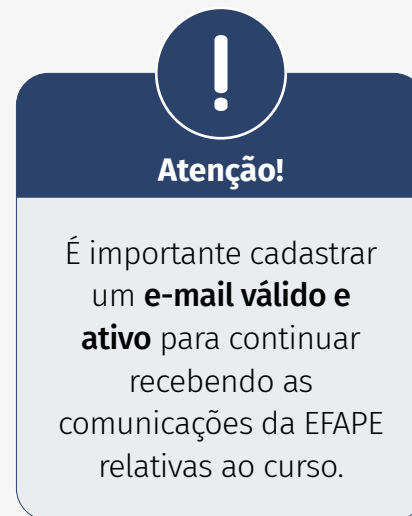 !
Atenção!
É importante cadastrar
um e-mail válido e
ativo para continuar
recebendo as
comunicações da EFAPE
relativas ao curso.